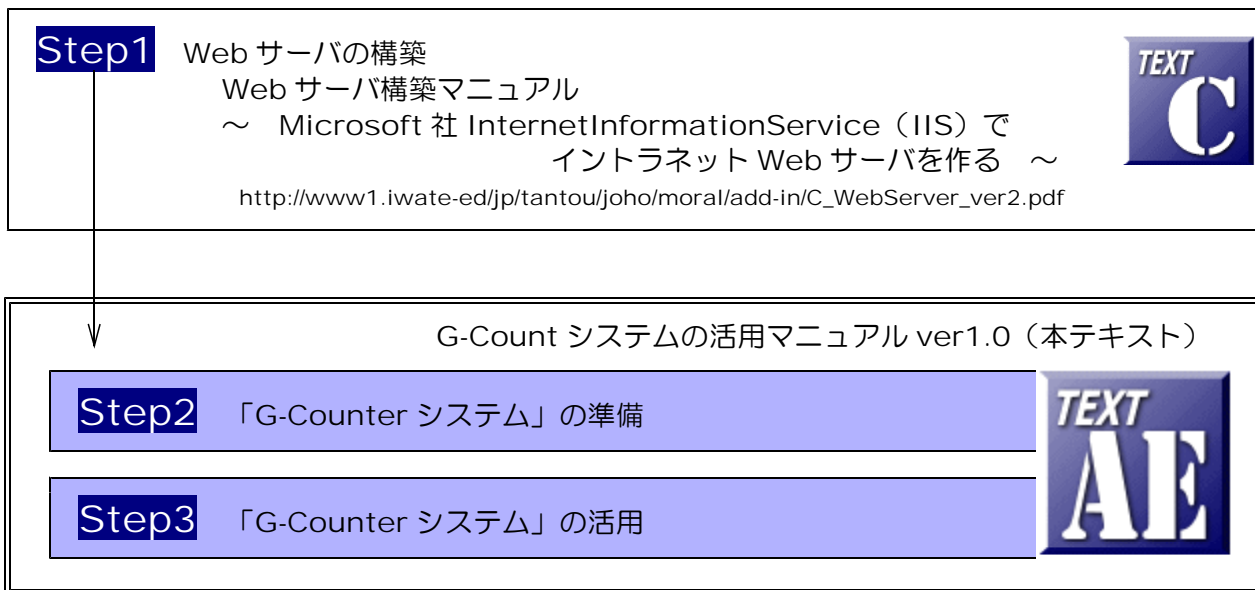 Step1 Web サーバの構築
Web サーバ構築マニュアル
～ Microsoft 社 InternetInformationService（IIS）で
イントラネット Web サーバを作る ～
http://www1.iwate-ed/jp/tantou/joho/moral/add-in/C_WebServer_ver2.pdf
TEXT
C
G-Count システムの活用マニュアル ver1.0（本テキスト）
Step2 「G-Counter システム」の準備
Step3 「G-Counter システム」の活用
TEXT
AE